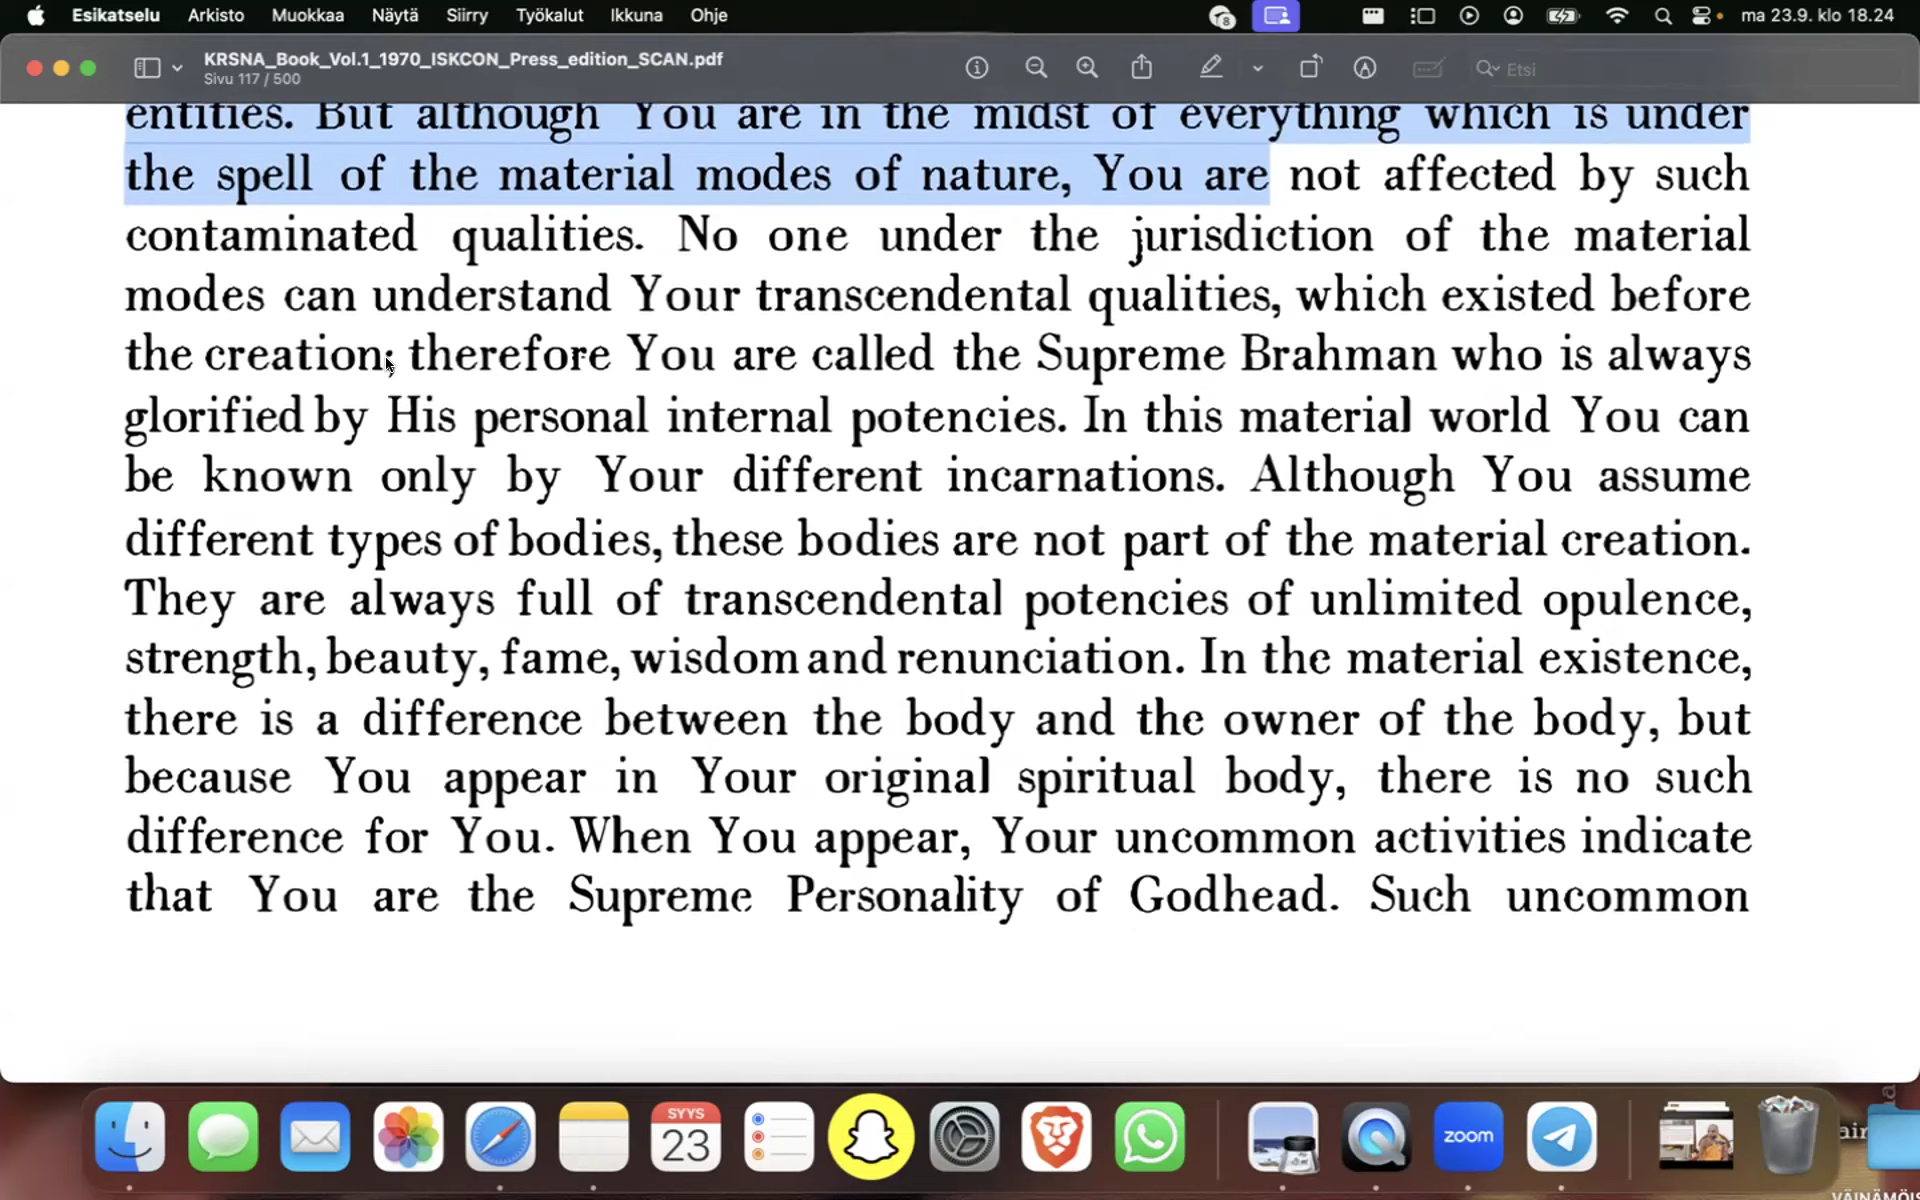 Esikatselu Arkisto Muokkaa Näytä Siirry Työkalut Ikkuna Ohje 8 ma 23.9. klo 18.24
KRSNA_Book_Vol.1_1970_ISKCON_Press_edition_SCAN.pdf
Sivu 117 / 500
Etsi
entities. But although You are in the midst of everything which is under
the spell of the material modes of nature, You are not affected by such
contaminated qualities. No one under the jurisdiction of the material
modes can understand Your transcendental qualities, which existed before
the creation; therefore You are called the Supreme Brahman who is always
glorified by His personal internal potencies. In this material world You can
be known only by Your different incarnations. Although You assume
different types of bodies, these bodies are not part of the material creation.
They are always full of transcendental potencies of unlimited opulence,
strength, beauty, fame, wisdom and renunciation. In the material existence,
there is a difference between the body and the owner of the body, but
because You appear in Your original spiritual body, there is no such
difference for You. When You appear, Your uncommon activities indicate
that You are the Supreme Personality of Godhead. Such uncommon
SYYS
23
zoom